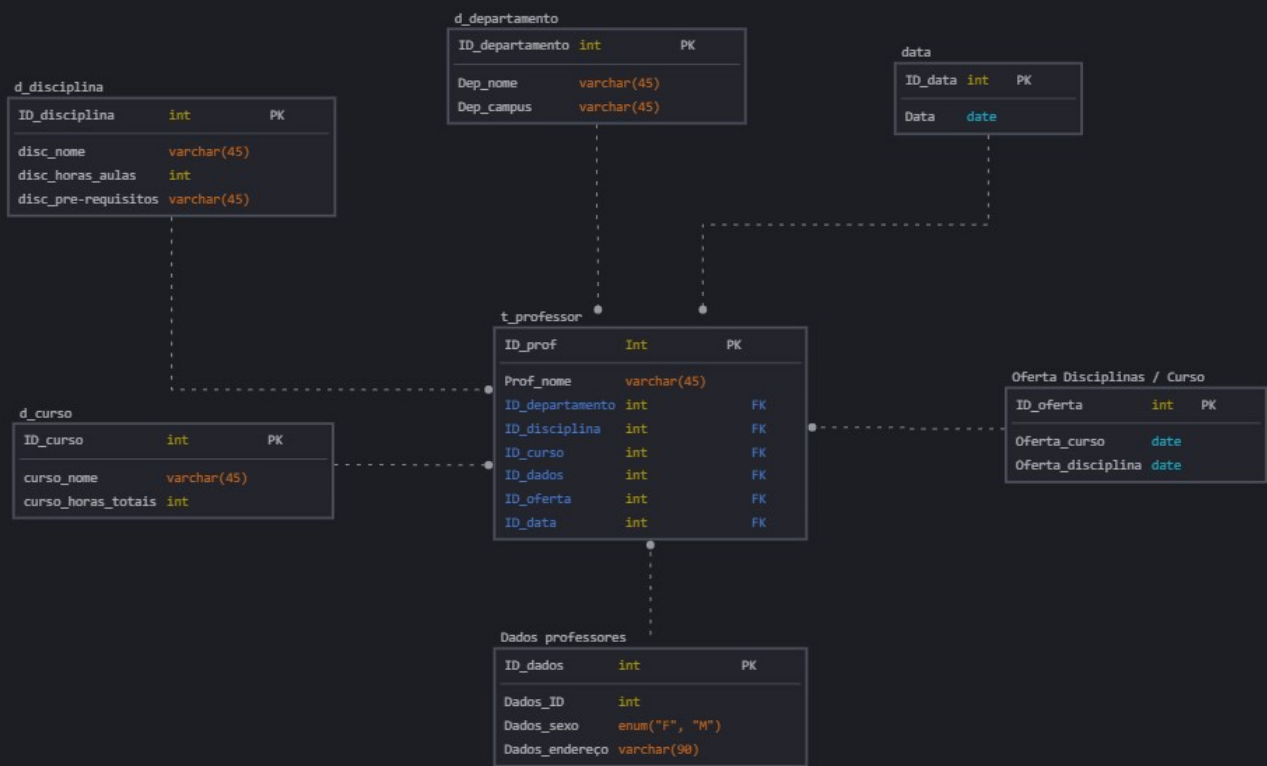 d_departamento
ID_departamento int PK
Dep_nome varchar(45)
Dep_campus varchar(45)
data
ID_data int PK
Data date
d_disciplina
ID_disciplina int PK
disc_nome varchar(45)
disc_horas_aulas int
disc_pre-requisitos varchar(45)
t_professor
ID_prof Int PK
Prof_nome varchar(45)
ID_departamento int FK
ID_disciplina int FK
ID_curso int FK
ID_dados int FK
ID_oferta int FK
ID_data int FK
Oferta Disciplinas / Curso
ID_oferta int PK
Oferta_curso date
Oferta_disciplina date
d_curso
ID_curso int PK
curso_nome varchar(45)
curso_horas_totais int
Dados professores
ID_dados int PK
Dados_ID int
Dados_sexo enum("F", "M")
Dados_endereço varchar(90)